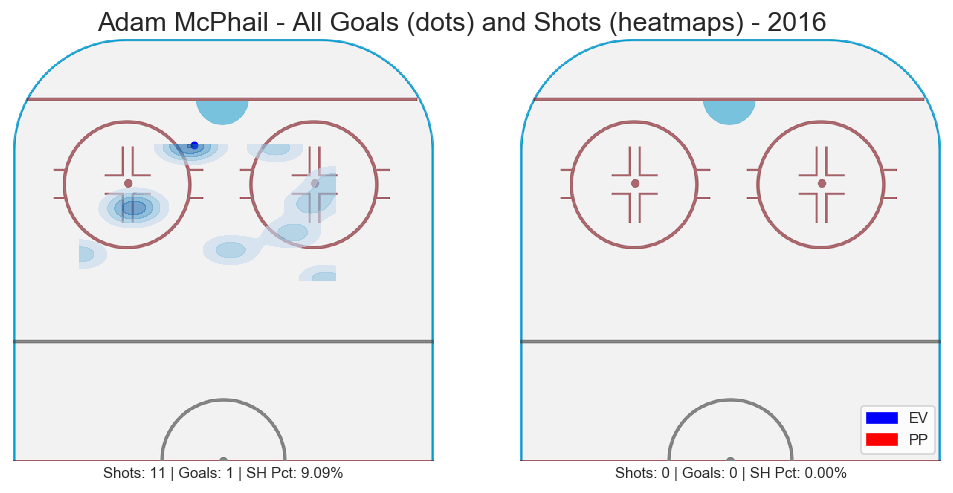 Adam McPhail - All Goals (dots) and Shots (heatmaps) - 2016
EV
PP
Shots: 11 | Goals: 1 | SH Pct: 9.09%
Shots: 0 | Goals: 0 | SH Pct: 0.00%